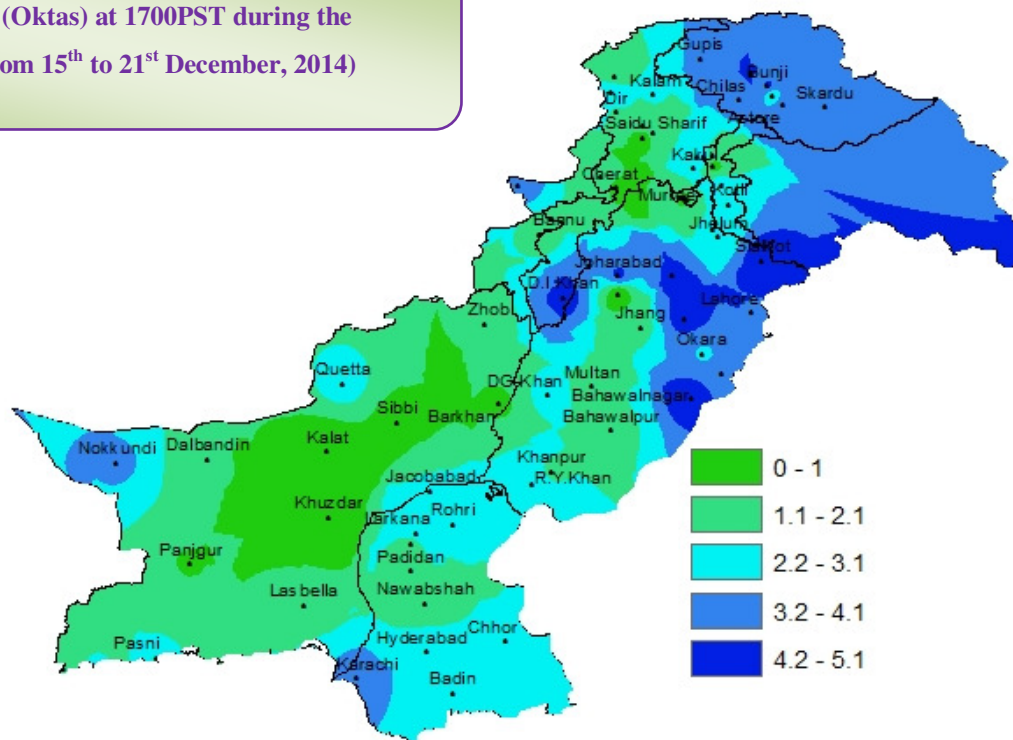 (Oktas) at 1700PST during the
om 15th to 21st December, 2014)
Gupis
Bunji
Kalam
Chilas
Skardu
Dir
Astore
Saidu Sharif
Kakul
Cherat
Murree
Kotli
Bannu
Jhelum
Sialkot
Joharabad
D.I.Khan
Lahore
Zhob
Jhang
Okara
Quetta
DG-Khan
Multan
Bahawalnagar
Sibbi
Barkhan
Bahawalpur
Kalat
Nokkundi
Dalbandin
Khanpur
Jacobabad
R.Y.Khan
Khuzdar
Larkana
Rohri
Panjgur
Padidan
Lasbella
Nawabshah
Pasni
Hyderabad
Chhor
Karachi
Badin
0 - 1
1.1 - 2.1
2.2 - 3.1
3.2 - 4.1
4.2 - 5.1